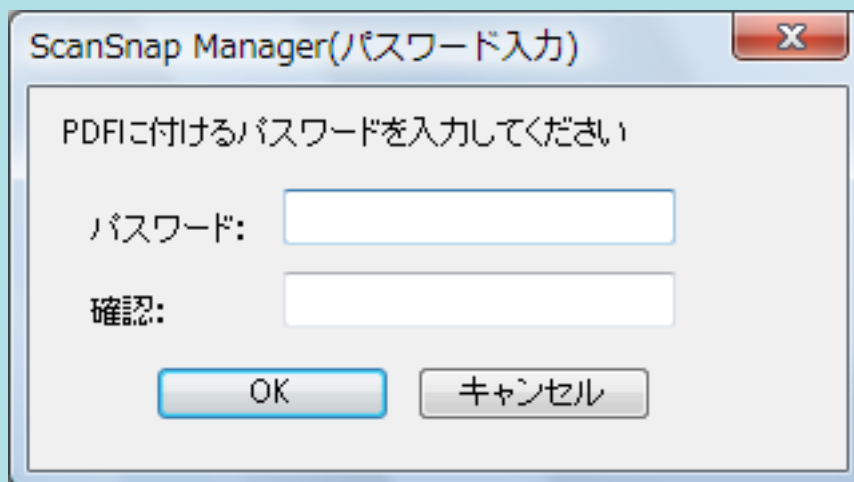 ScanSnap Manager(パスワード入力)
PDFに付けるパスワードを入力してください
パスワード:
確認:
OK キャンセル